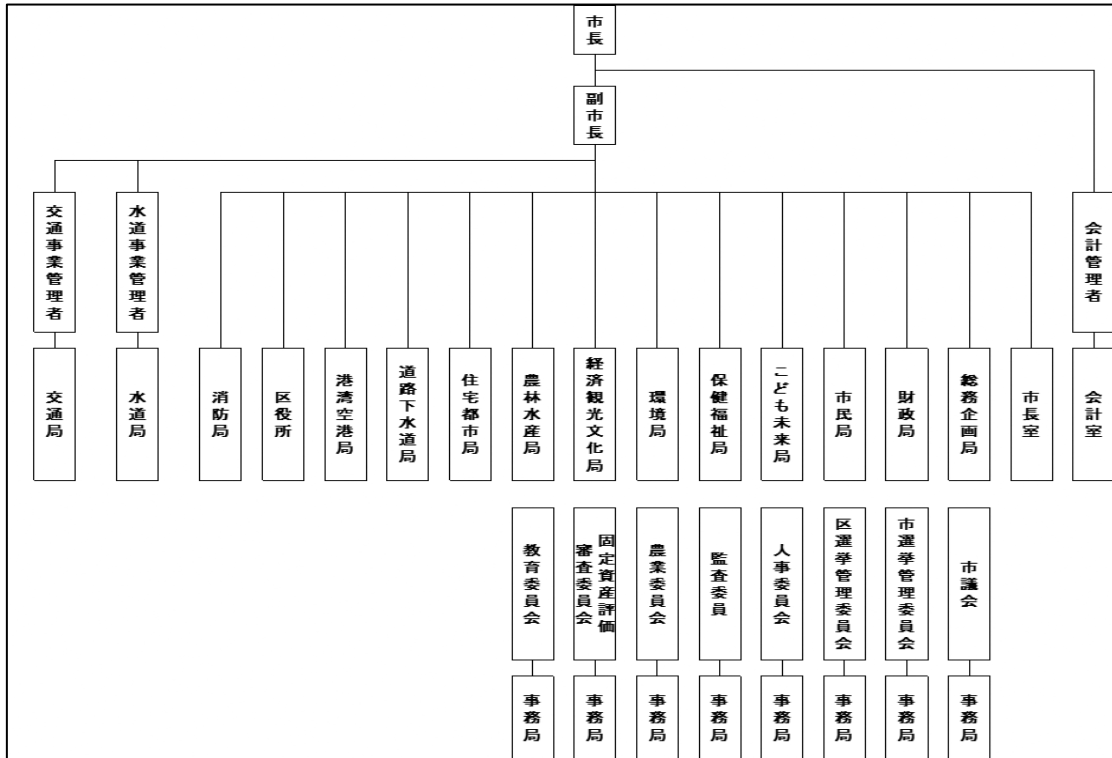 市長
副市長
交通事業管理者
水道事業管理者
会計管理者
交通局
水道局
消防局
区役所
港湾空港局
道路下水道局
住宅都市局
農林水産局
経済観光文化局
環境局
保健福祉局
こども未来局
市民局
財政局
総務企画局
市長室
会計室
教育委員会
固定資産評価
審査委員会
農業委員会
監査委員
人事委員会
区選挙管理委員会
市選挙管理委員会
市議会
事務局
事務局
事務局
事務局
事務局
事務局
事務局
事務局